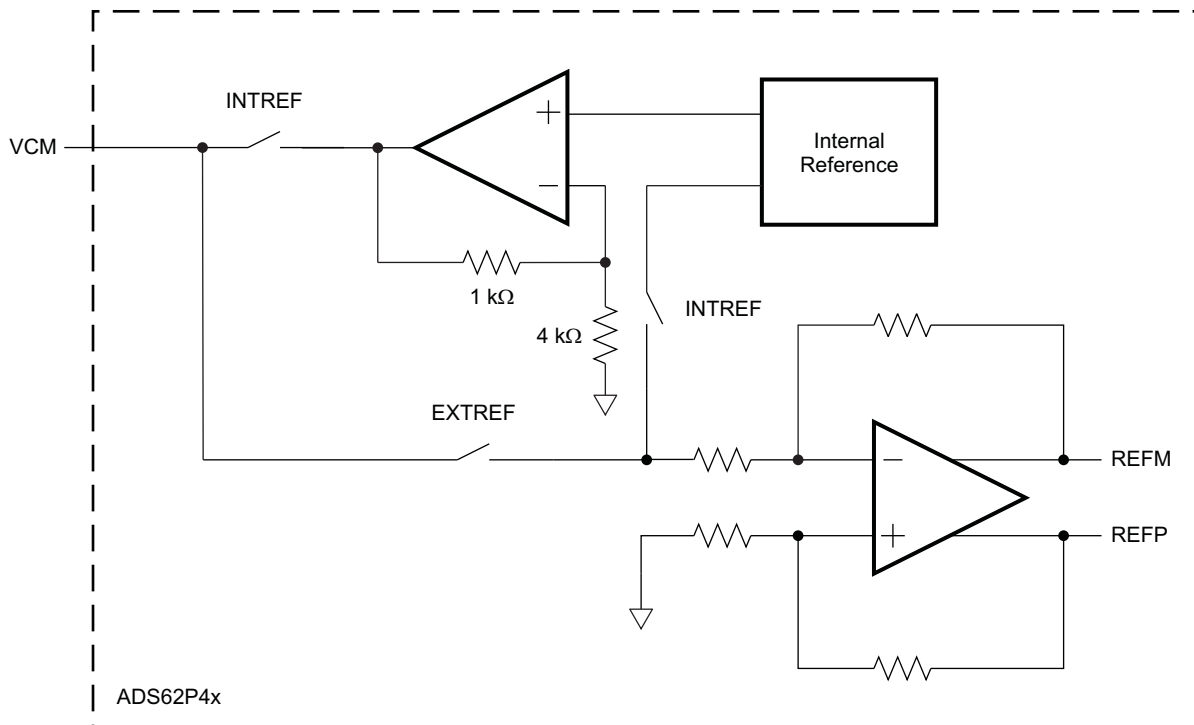 INTREF
VCM
+
−
Internal
Reference
1 kΩ
4 kΩ
INTREF
EXTREF
−
REFM
+
REFP
ADS62P4x